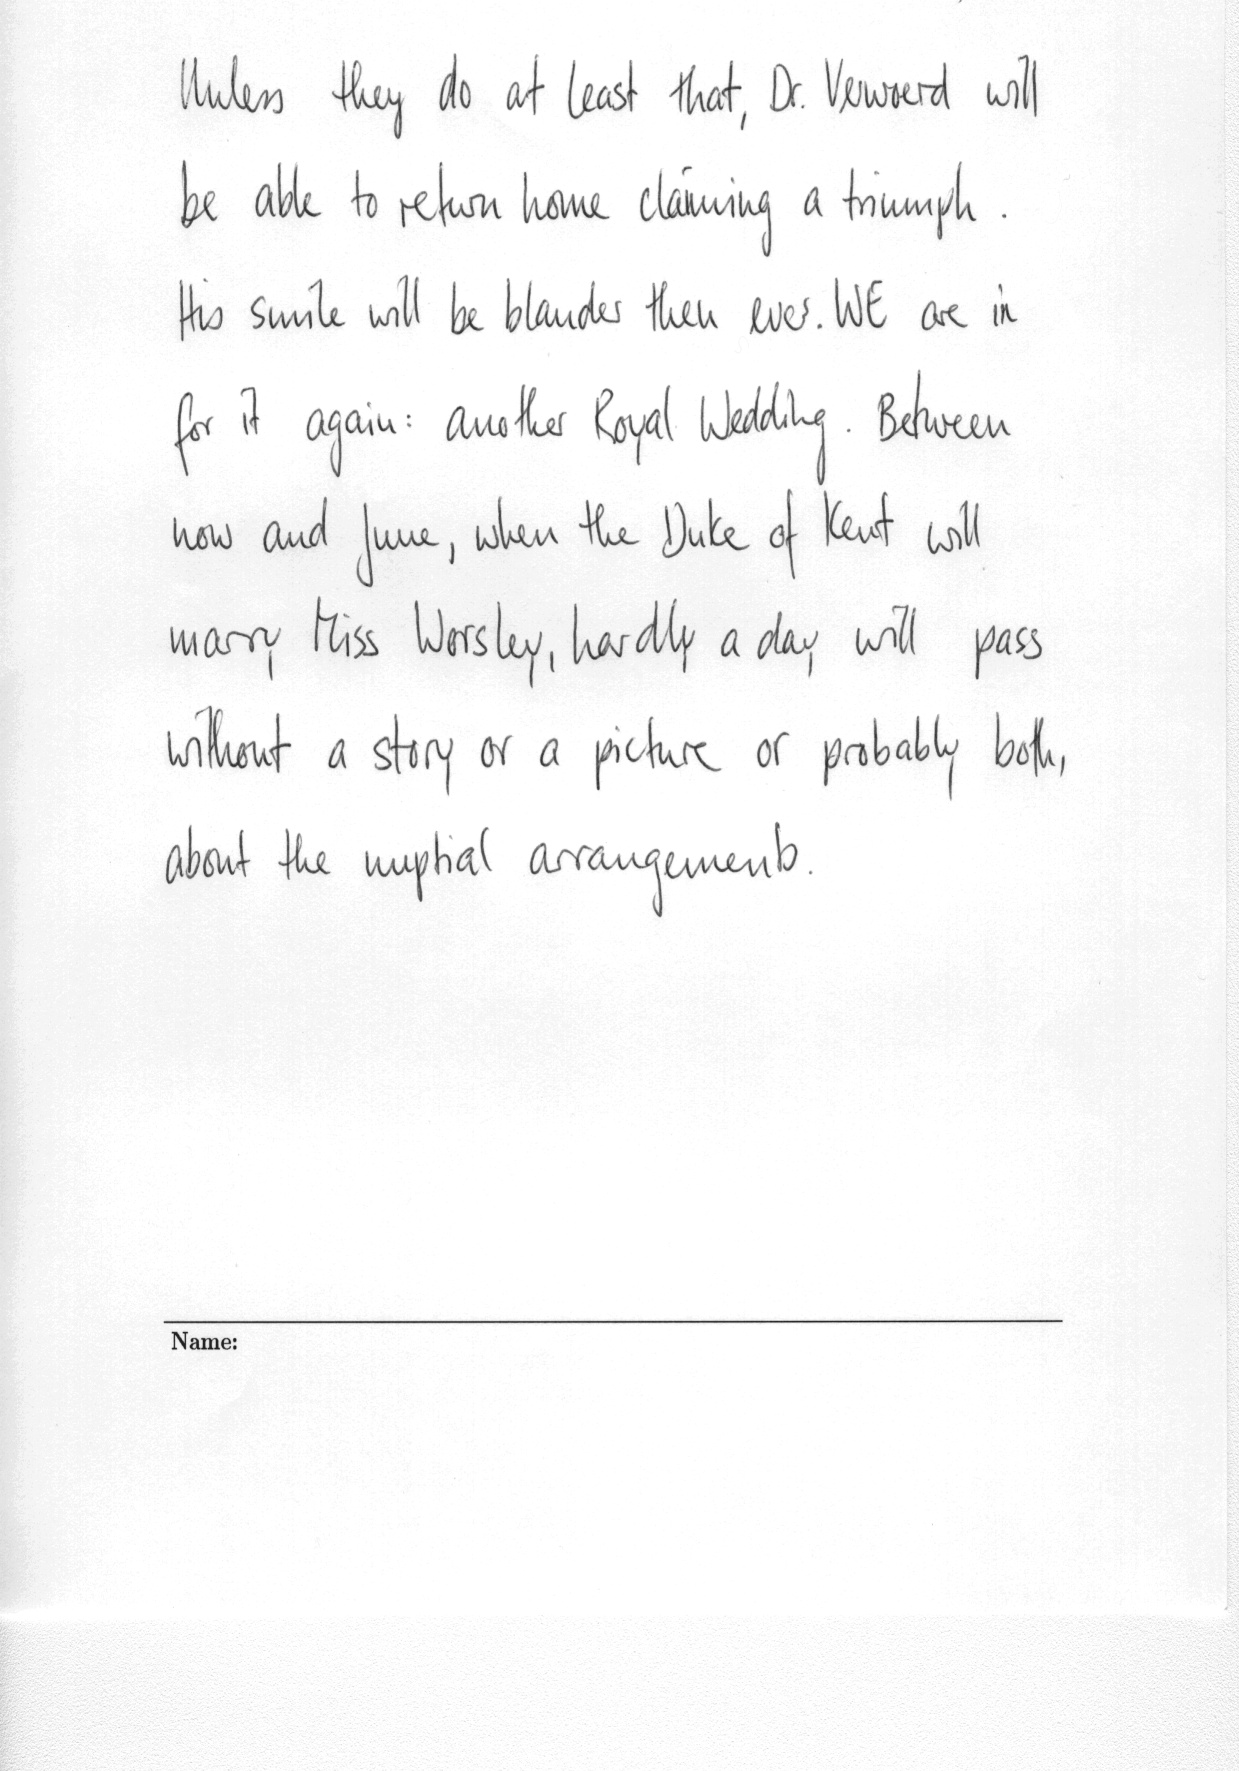 Unless they do at least that, Dr. Verwoerd will
be able to return home claiming a triumph.
His smile will be blander then ever. WE are in
for it again: another Royal Wedding. Between
now and June, when the Duke of Kent will
marry Miss Worsley, hardly a day will pass
without a story or a picture or probably both,
about the nuptial arrangements.
Name: